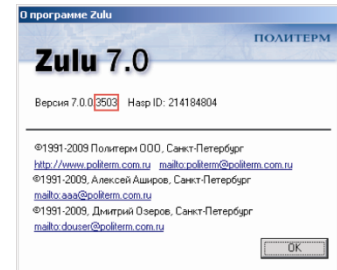 О программе Zulu
ПОЛИТЕРМ
Zulu 7.0
Версия 7.0.0.3503 Hasp ID: 214184804
©1991-2009 Политерм ООО, Санкт-Петербург
http://www.politerm.com.ru mailto:politerm@politerm.com.ru
©1991-2009, Алексей Аширов, Санкт-Петербург
mailto:aaa@politerm.com.ru
©1991-2009, Дмитрий Озеров, Санкт-Петербург
mailto:douser@politerm.com.ru
OK